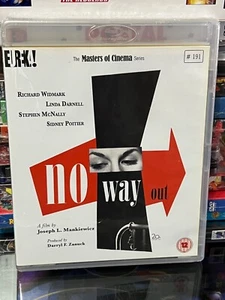 EUREKA!
The Masters of Cinema Series
# 191
RICHARD WIDMARK
LINDA DARNELL
STEPHEN McNALLY
SIDNEY POITIER
no way out
A film by
Joseph L. Mankiewicz
Produced by
Darryl F. Zanuck
12